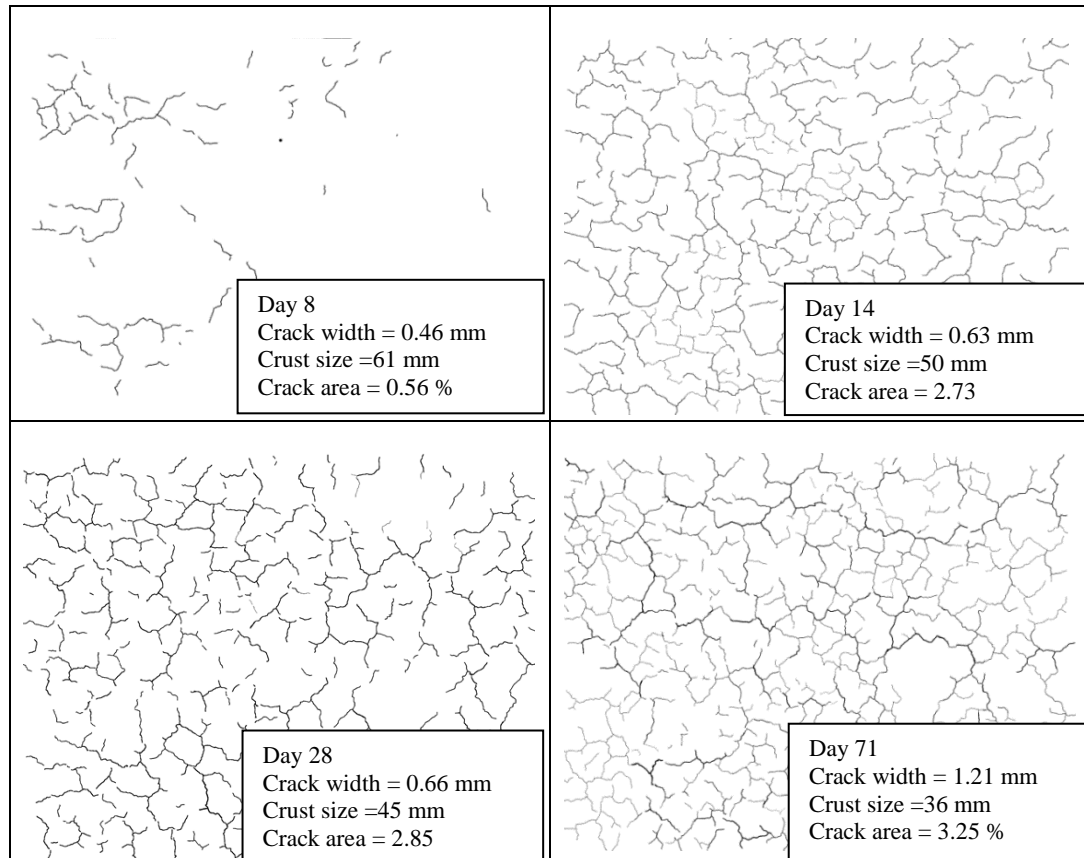 Day 8
Crack width = 0.46 mm
Crust size =61 mm
Crack area = 0.56 %
Day 14
Crack width = 0.63 mm
Crust size =50 mm
Crack area = 2.73
Day 28
Crack width = 0.66 mm
Crust size =45 mm
Crack area = 2.85
Day 71
Crack width = 1.21 mm
Crust size =36 mm
Crack area = 3.25 %